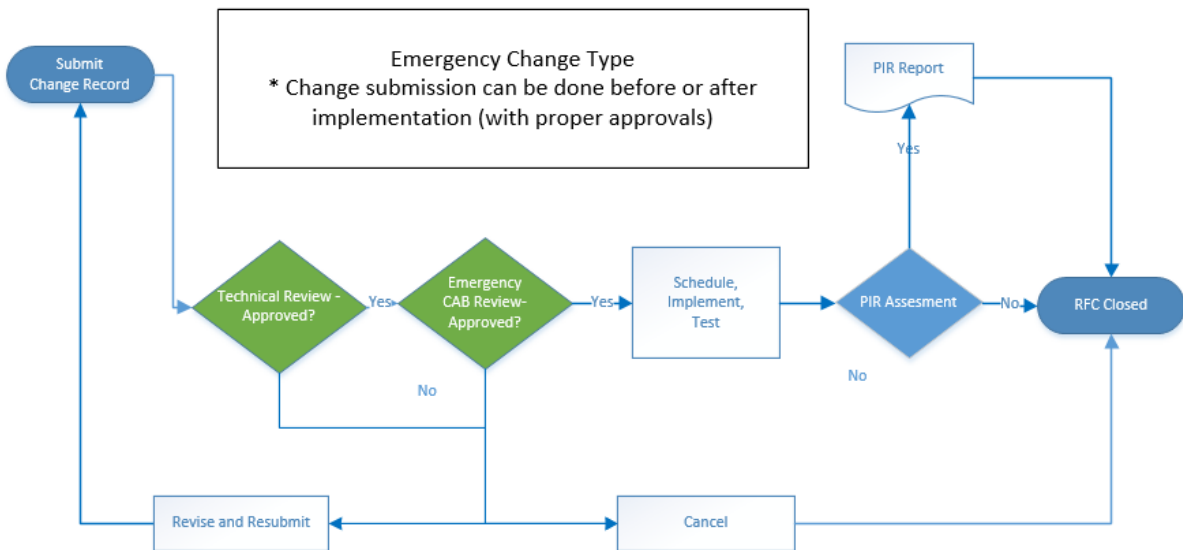 Submit
Change Record
Emergency Change Type
* Change submission can be done before or after
implementation (with proper approvals)
PIR Report
Yes
Technical Review -
Approved?
Yes
Emergency
CAB Review-
Approved?
Yes
Schedule,
Implement,
Test
PIR Assesment
No
RFC Closed
No
No
Revise and Resubmit
Cancel